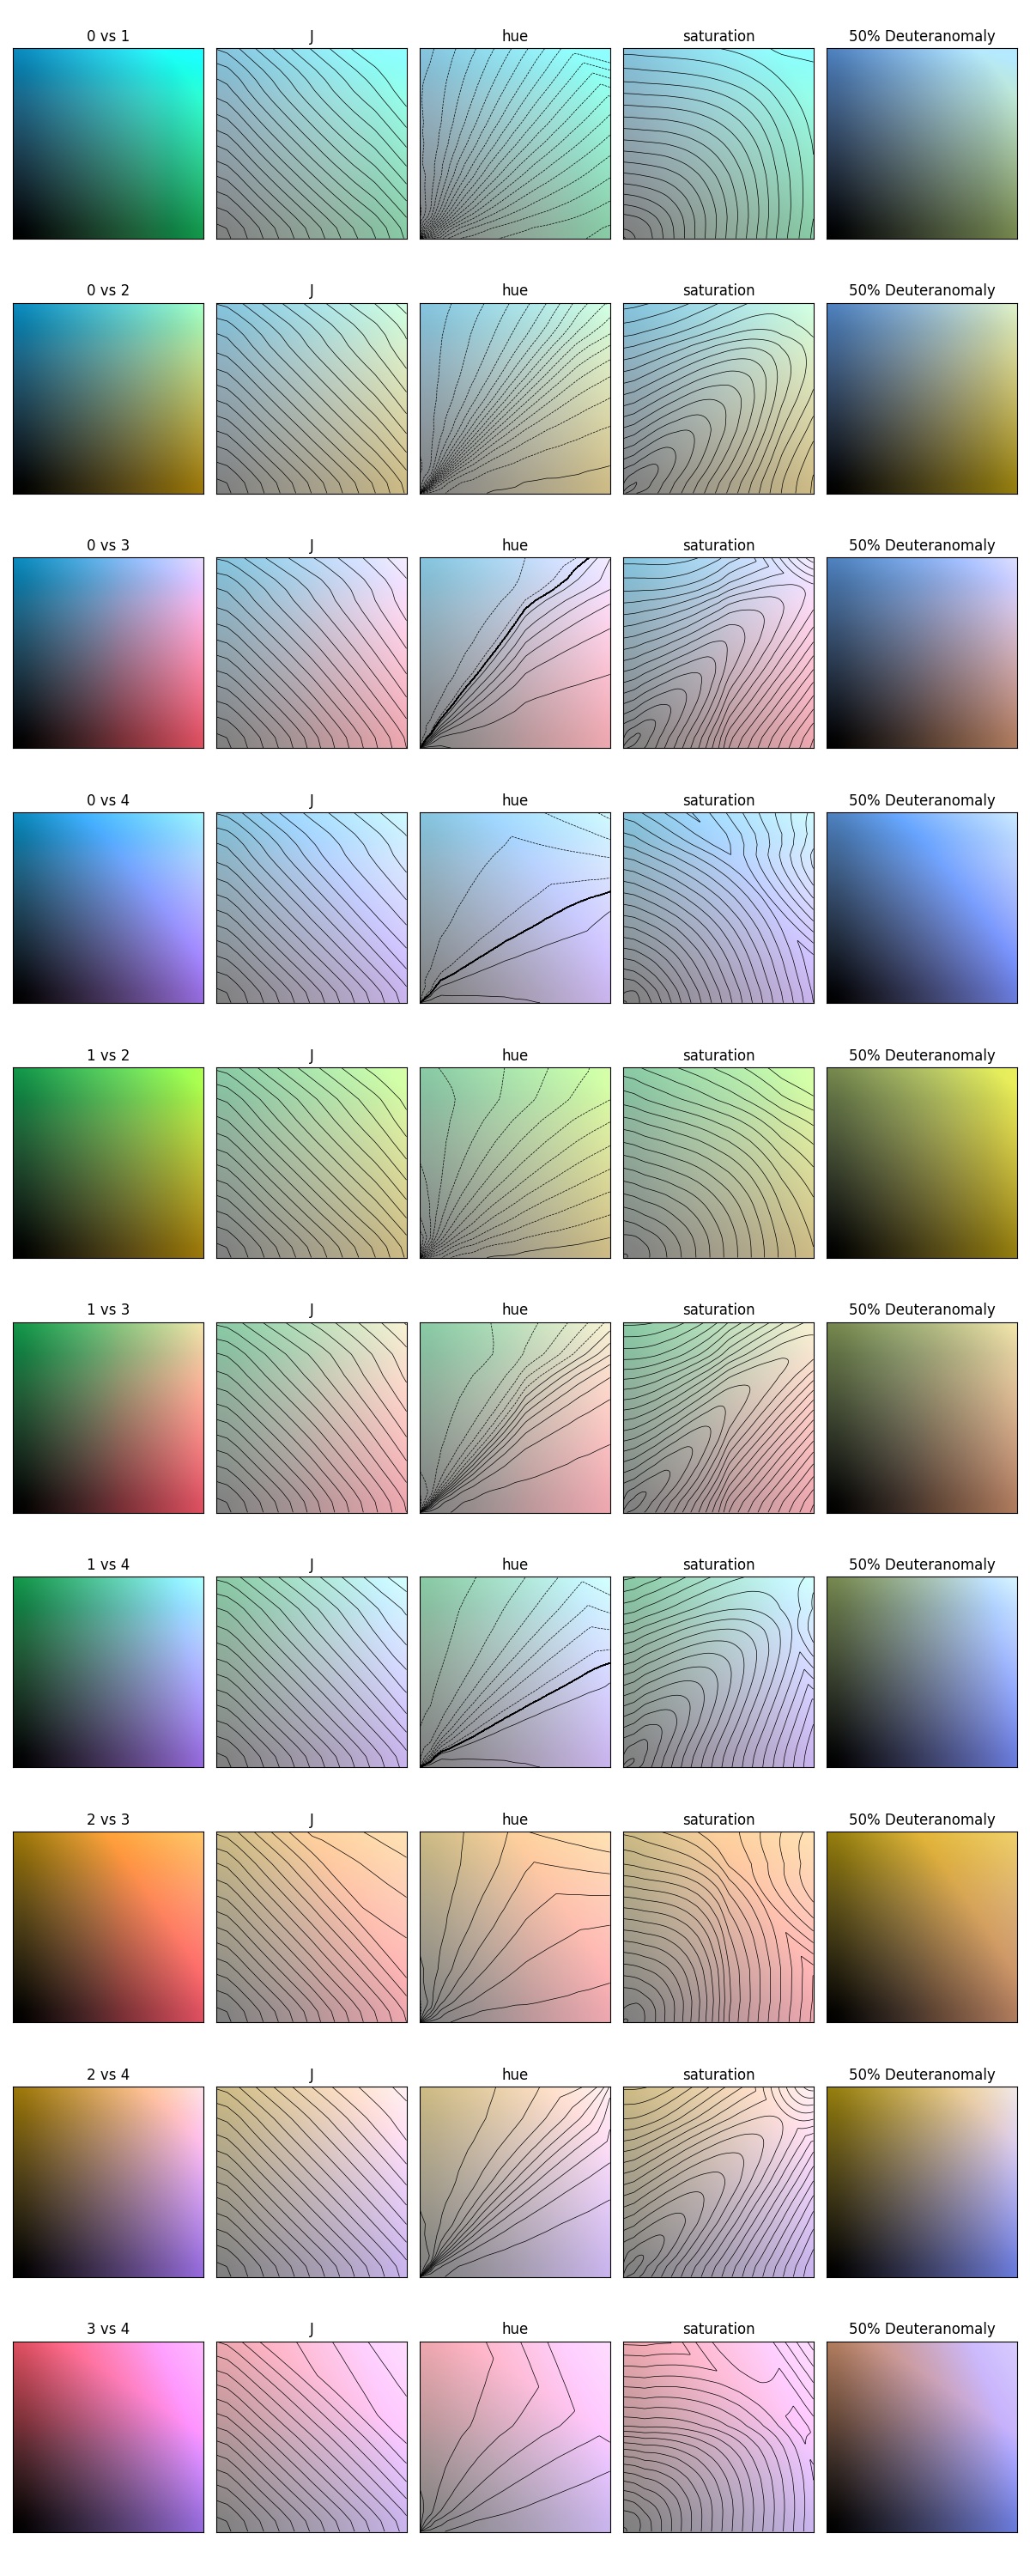 0 vs 1 J hue saturation 50% Deuteranomaly
0 vs 2 J hue saturation 50% Deuteranomaly
0 vs 3 J hue saturation 50% Deuteranomaly
0 vs 4 J hue saturation 50% Deuteranomaly
1 vs 2 J hue saturation 50% Deuteranomaly
1 vs 3 J hue saturation 50% Deuteranomaly
1 vs 4 J hue saturation 50% Deuteranomaly
2 vs 3 J hue saturation 50% Deuteranomaly
2 vs 4 J hue saturation 50% Deuteranomaly
3 vs 4 J hue saturation 50% Deuteranomaly